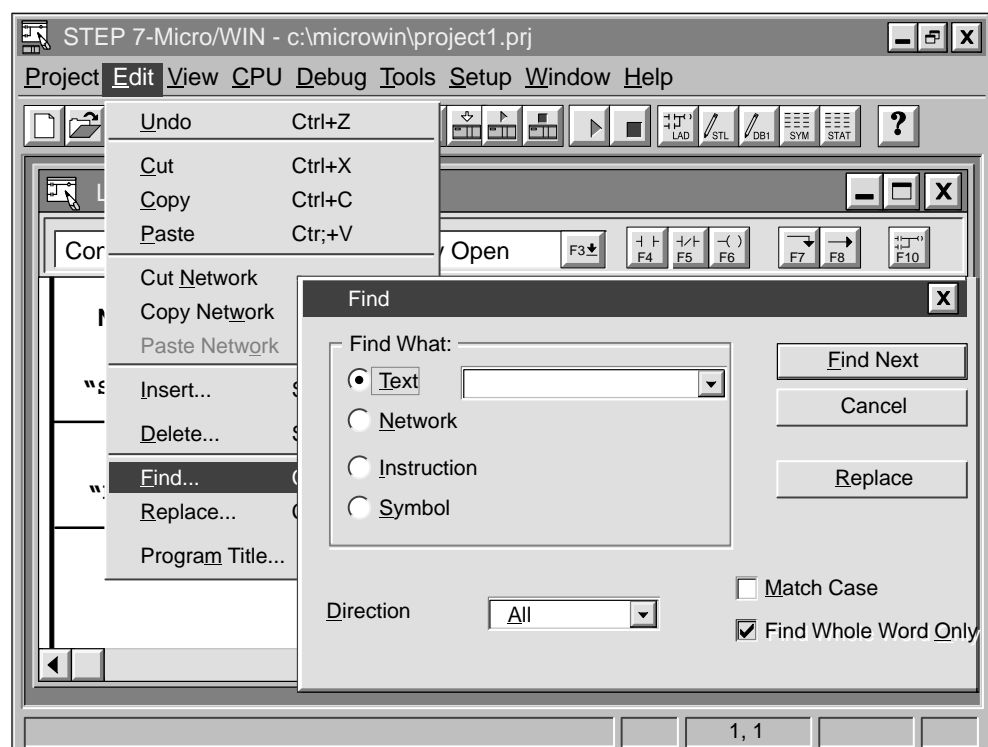 STEP 7-Micro/WIN - c:\microwin\project1.prj
Project Edit View CPU Debug Tools Setup Window Help
LAD STL DB1 SYM STAT ?
Undo Ctrl+Z
Cut Ctrl+X
Copy Ctrl+C
Paste Ctr;+V
Open F3 F4 F5 F6 F7 F8 F10
Cut Network
Copy Network
Paste Network
Insert...
Delete...
Find...
Replace...
Program Title...
Find
Find What:
Text
Network
Instruction
Symbol
Find Next
Cancel
Replace
Direction All
Match Case
Find Whole Word Only
1, 1